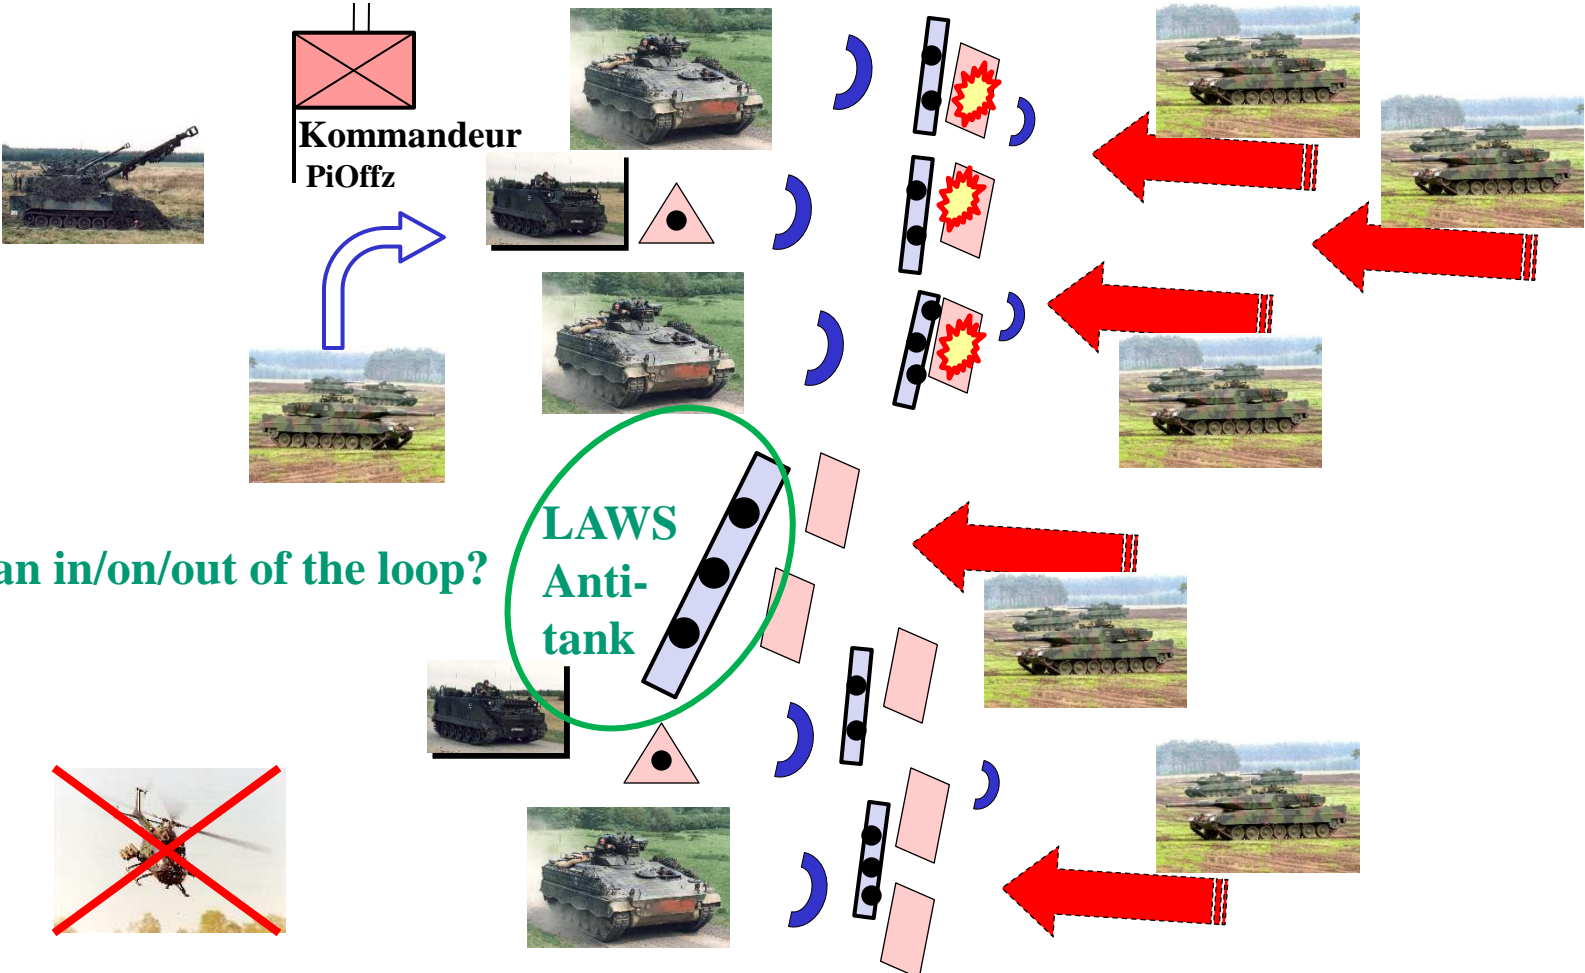 Kommandeur
PiOffz
LAWS
Anti-
tank
an in/on/out of the loop?